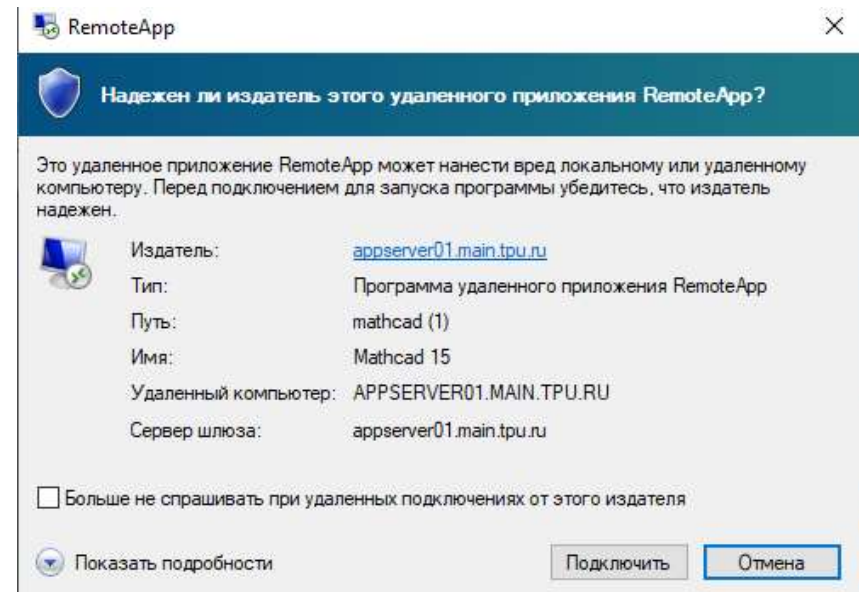 RemoteApp
Надежен ли издатель этого удаленного приложения RemoteApp?
Это удаленное приложение RemoteApp может нанести вред локальному или удаленному
компьютеру. Перед подключением для запуска программы убедитесь, что издатель
надежен.
Издатель: appserver01.main.tpu.ru
Тип: Программа удаленного приложения RemoteApp
Путь: mathcad (1)
Имя: Mathcad 15
Удаленный компьютер: APPSERVER01.MAIN.TPU.RU
Сервер шлюза: appserver01.main.tpu.ru
Больше не спрашивать при удаленных подключениях от этого издателя
Показать подробности Подключить Отмена